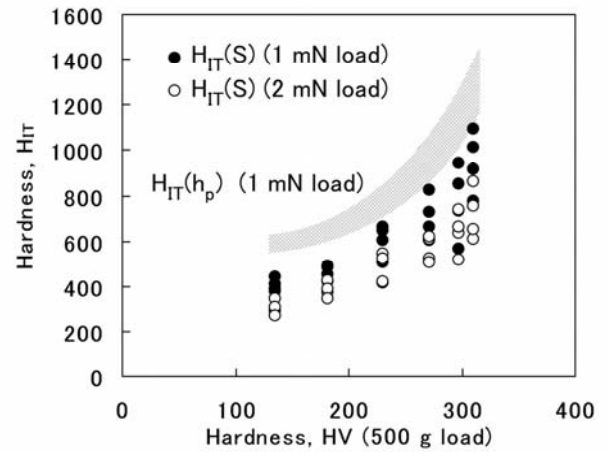 1600
1400
1200
1000
800
600
400
200
0
Hardness, HIT
● HIT(S) (1 mN load)
○ HIT(S) (2 mN load)
HIT(hp) (1 mN load)
0 100 200 300 400
Hardness, HV (500 g load)